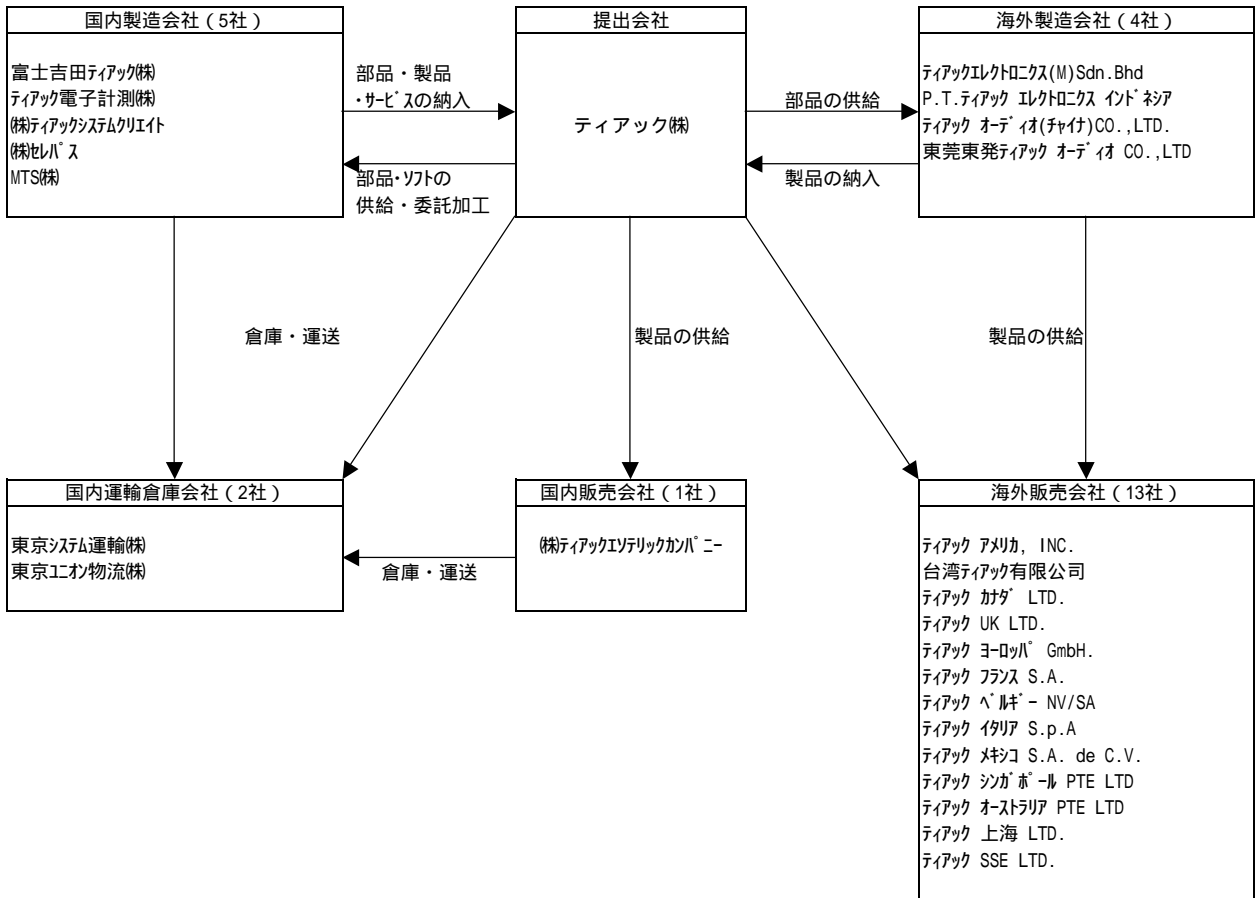 国内製造会社(5社)
富士吉田ティアック㈱
ティアック電子計測㈱
㈱ティアックシステムクリエイト
㈱セレパス
MTS㈱
部品・製品
・サービスの納入
部品・ソフトの
供給・委託加工
提出会社
ティアック㈱
部品の供給
製品の納入
海外製造会社(4社)
ティアックエレクトロニクス(M)Sdn.Bhd
P.T.ティアック エレクトロニクス インドネシア
ティアック オーディオ(チャイナ)CO.,LTD.
東莞東発ティアック オーディオ CO.,LTD
倉庫・運送
製品の供給
製品の供給
国内運輸倉庫会社(2社)
東京システム運輸㈱
東京ユニオン物流㈱
倉庫・運送
国内販売会社(1社)
㈱ティアックエソテリックカンパニー
海外販売会社(13社)
ティアック アメリカ, INC.
台湾ティアック有限公司
ティアック カナダ LTD.
ティアック UK LTD.
ティアック ヨーロッパ GmbH.
ティアック フランス S.A.
ティアック ベルギー NV/SA
ティアック イタリア S.p.A
ティアック メキシコ S.A. de C.V.
ティアック シンガポール PTE LTD
ティアック オーストラリア PTE LTD
ティアック 上海 LTD.
ティアック SSE LTD.